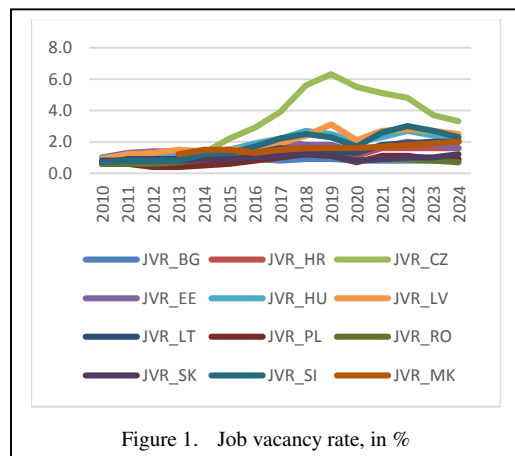 8.0
6.0
4.0
2.0
0.0
2010 2011 2012 2013 2014 2015 2016 2017 2018 2019 2020 2021 2022 2023 2024
JVR_BG JVR_HR JVR_CZ
JVR_EE JVR_HU JVR_LV
JVR_LT JVR_PL JVR_RO
JVR_SK JVR_SI JVR_MK
Figure 1. Job vacancy rate, in %